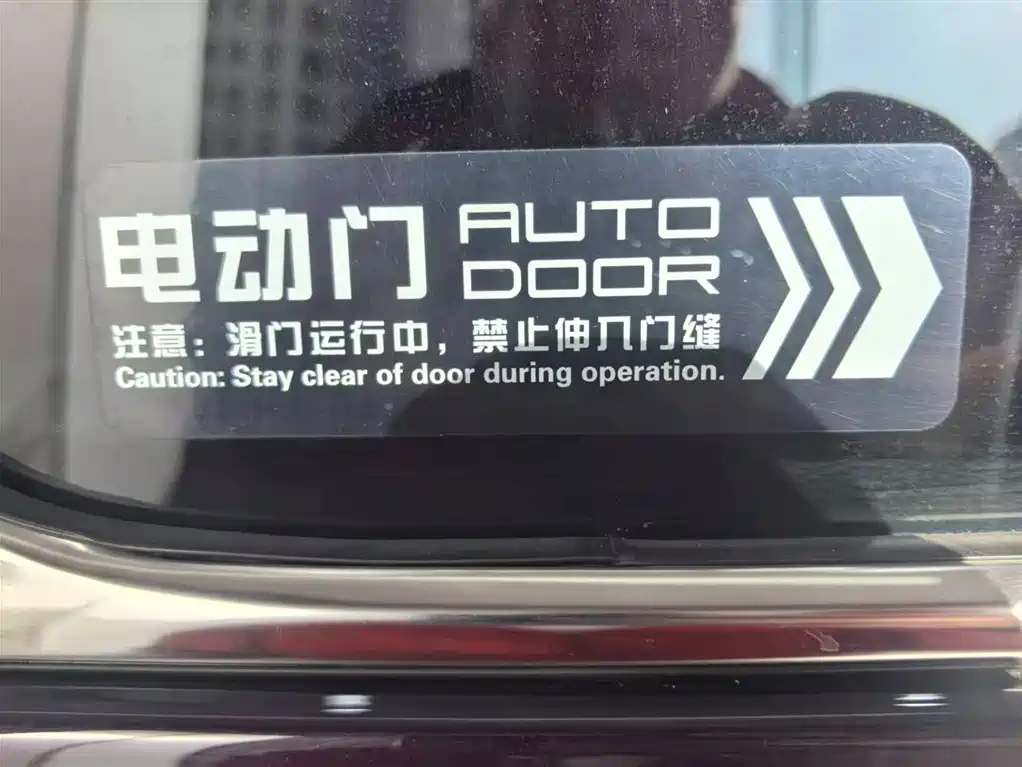 电动门
AUTO
DOOR
注意：滑门运行中，禁止伸入门缝
Caution: Stay clear of door during operation.